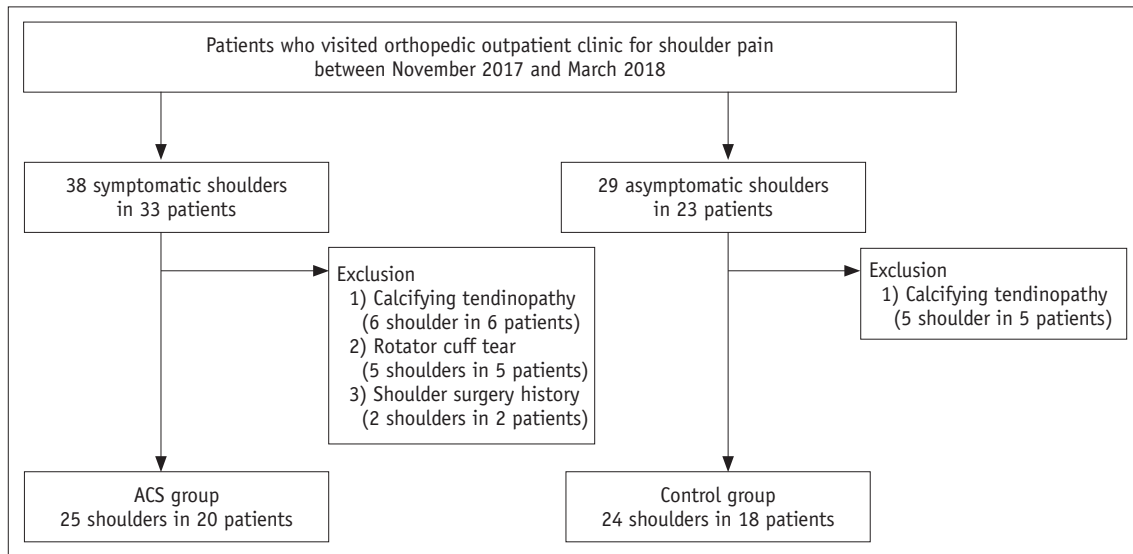 Patients who visited orthopedic outpatient clinic for shoulder pain
between November 2017 and March 2018
38 symptomatic shoulders
in 33 patients
29 asymptomatic shoulders
in 23 patients
Exclusion
1) Calcifying tendinopathy
(6 shoulder in 6 patients)
2) Rotator cuff tear
(5 shoulders in 5 patients)
3) Shoulder surgery history
(2 shoulders in 2 patients)
Exclusion
1) Calcifying tendinopathy
(5 shoulder in 5 patients)
ACS group
25 shoulders in 20 patients
Control group
24 shoulders in 18 patients